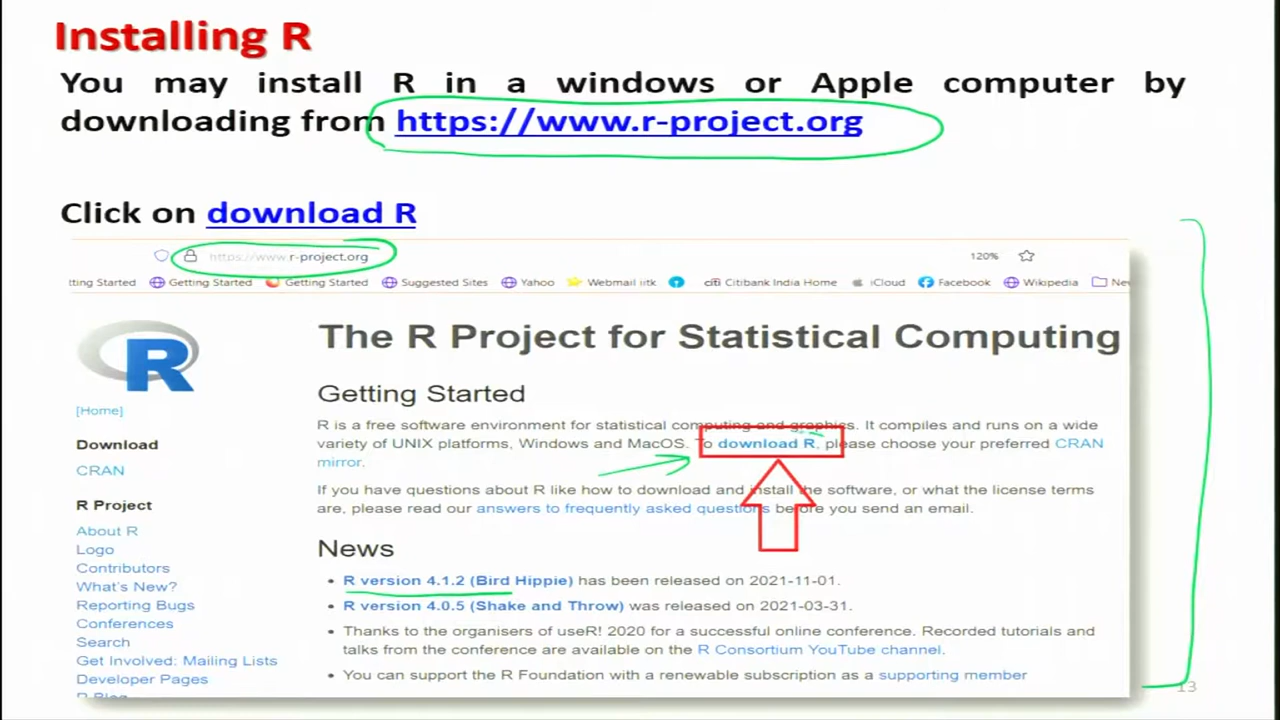 Installing R
You may install R in a windows or Apple computer by
downloading from https://www.r-project.org
Click on download R
https://www.r-project.org
120%
tting Started Getting Started Getting Started Suggested Sites Yahoo Webmail iitk citi Citibank India Home iCloud Facebook Wikipedia Nev
R
The R Project for Statistical Computing
[Home]
Download
CRAN
R Project
About R
Logo
Contributors
What's New?
Reporting Bugs
Conferences
Search
Get Involved: Mailing Lists
Developer Pages
R Blog
Getting Started
R is a free software environment for statistical computing and graphics. It compiles and runs on a wide
variety of UNIX platforms, Windows and MacOS. To download R, please choose your preferred CRAN
mirror.
If you have questions about R like how to download and install the software, or what the license terms
are, please read our answers to frequently asked questions before you send an email.
News
• R version 4.1.2 (Bird Hippie) has been released on 2021-11-01.
• R version 4.0.5 (Shake and Throw) was released on 2021-03-31.
• Thanks to the organisers of useR! 2020 for a successful online conference. Recorded tutorials and
talks from the conference are available on the R Consortium YouTube channel.
• You can support the R Foundation with a renewable subscription as a supporting member
13